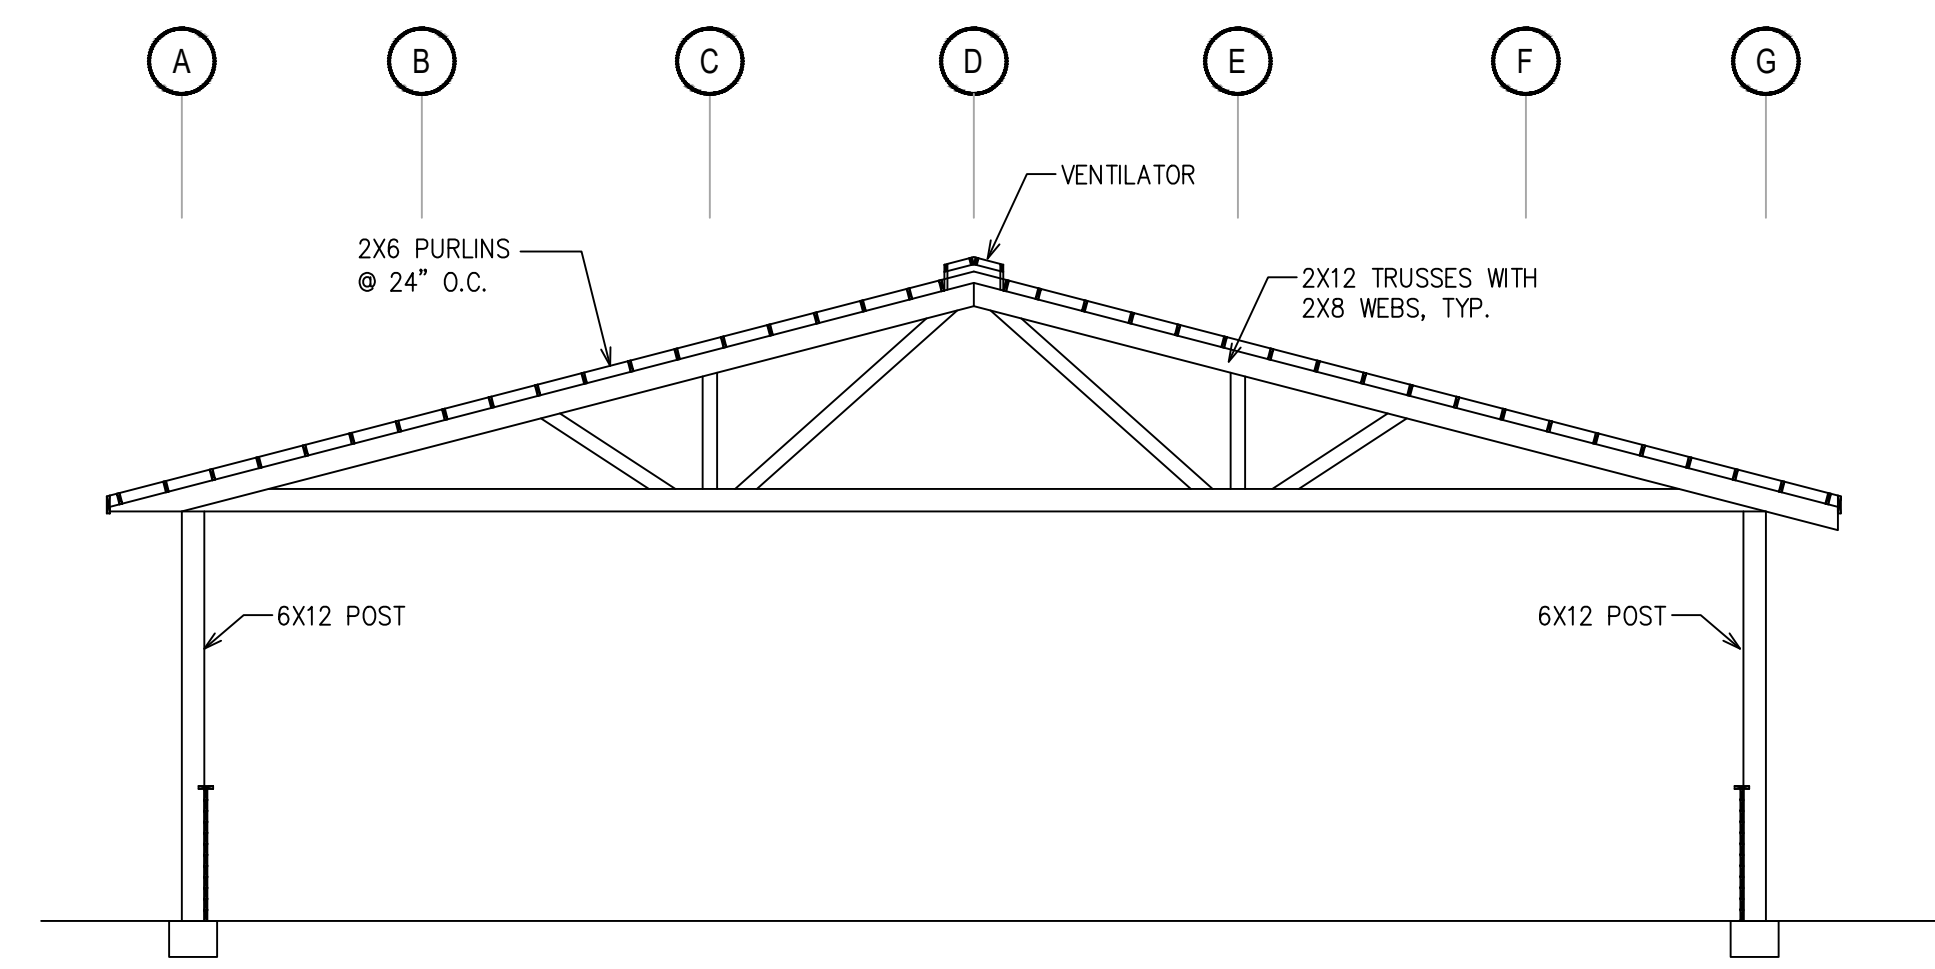 A B C D E F G
VENTILATOR
2X6 PURLINS
@ 24" O.C.
2X12 TRUSSES WITH
2X8 WEBS, TYP.
6X12 POST
6X12 POST